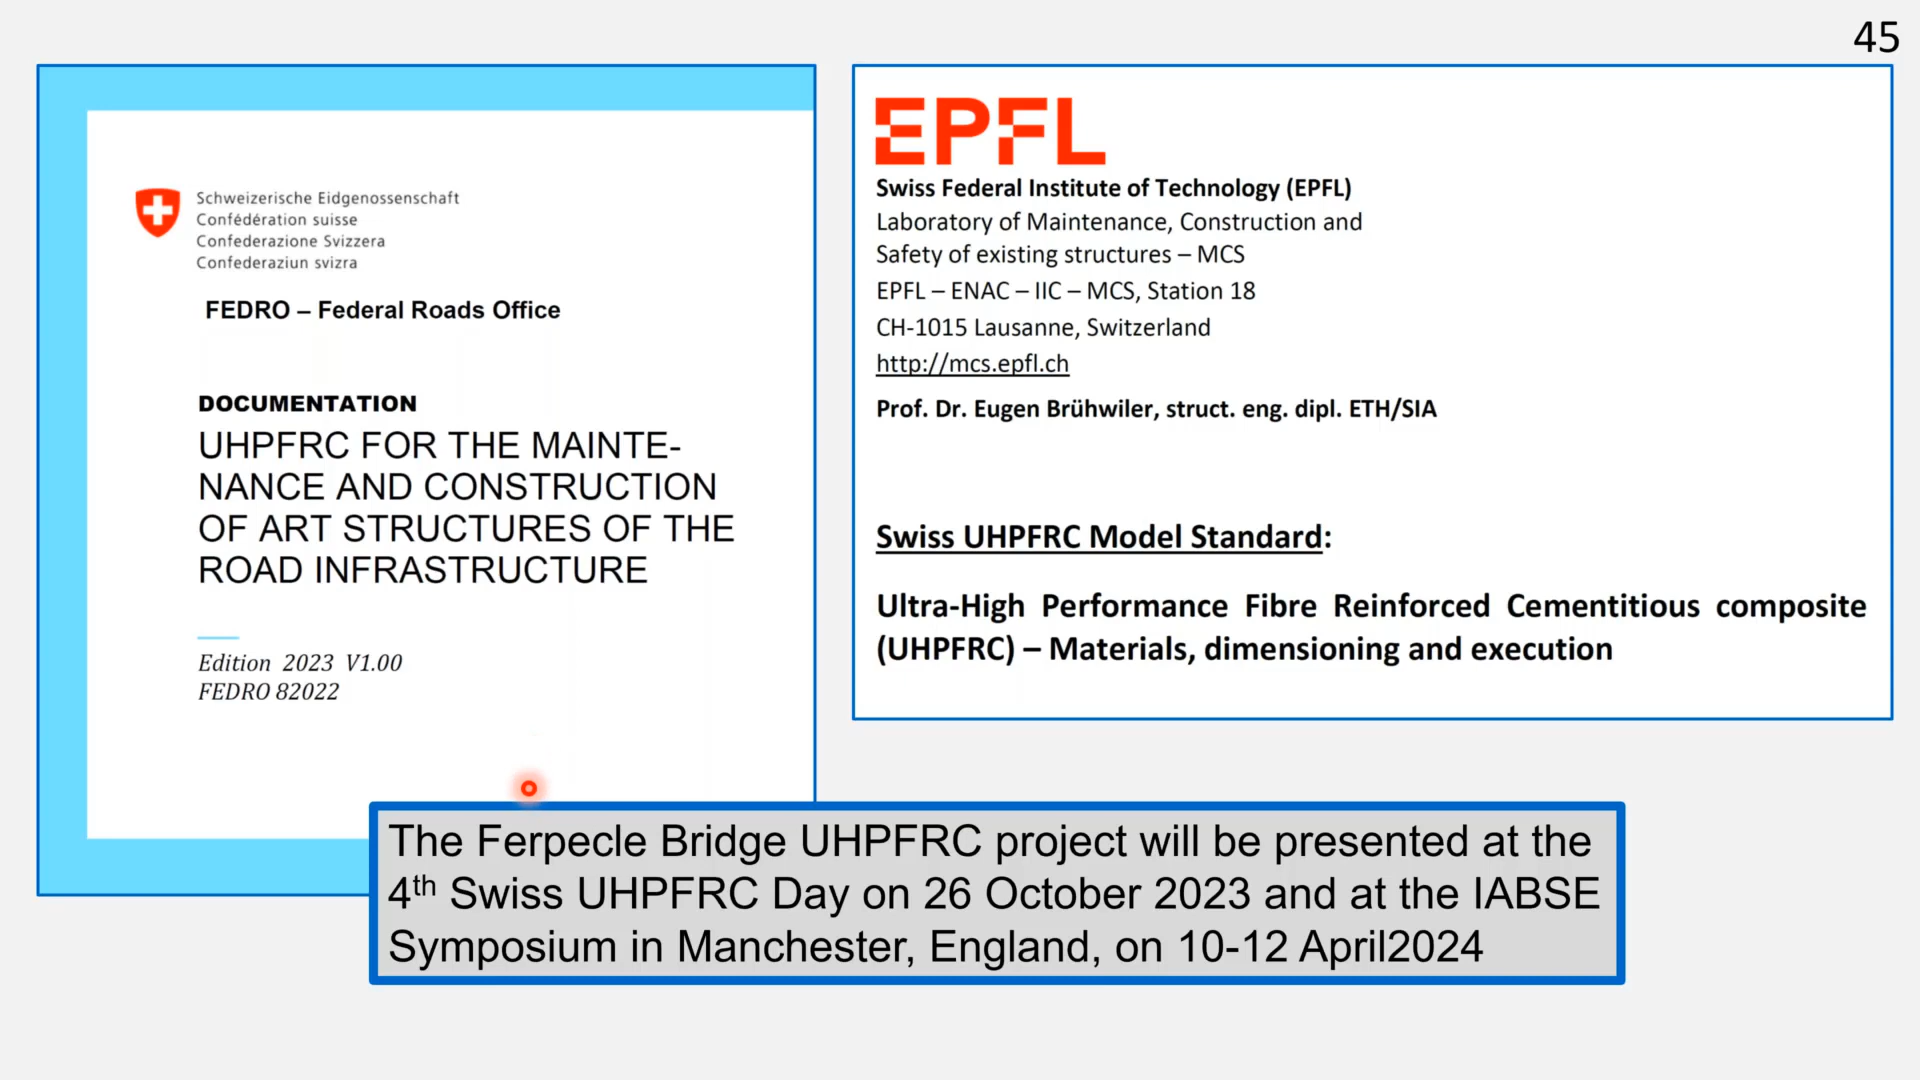 45
Schweizerische Eidgenossenschaft
Confédération suisse
Confederazione Svizzera
Confederaziun svizra
FEDRO – Federal Roads Office
DOCUMENTATION
UHPFRC FOR THE MAINTE-
NANCE AND CONSTRUCTION
OF ART STRUCTURES OF THE
ROAD INFRASTRUCTURE
Edition 2023 V1.00
FEDRO 82022
EPFL
Swiss Federal Institute of Technology (EPFL)
Laboratory of Maintenance, Construction and
Safety of existing structures – MCS
EPFL – ENAC – IIC – MCS, Station 18
CH-1015 Lausanne, Switzerland
http://mcs.epfl.ch
Prof. Dr. Eugen Brühwiler, struct. eng. dipl. ETH/SIA
Swiss UHPFRC Model Standard:
Ultra-High Performance Fibre Reinforced Cementitious composite
(UHPFRC) – Materials, dimensioning and execution
The Ferpecle Bridge UHPFRC project will be presented at the
4th Swiss UHPFRC Day on 26 October 2023 and at the IABSE
Symposium in Manchester, England, on 10-12 April2024